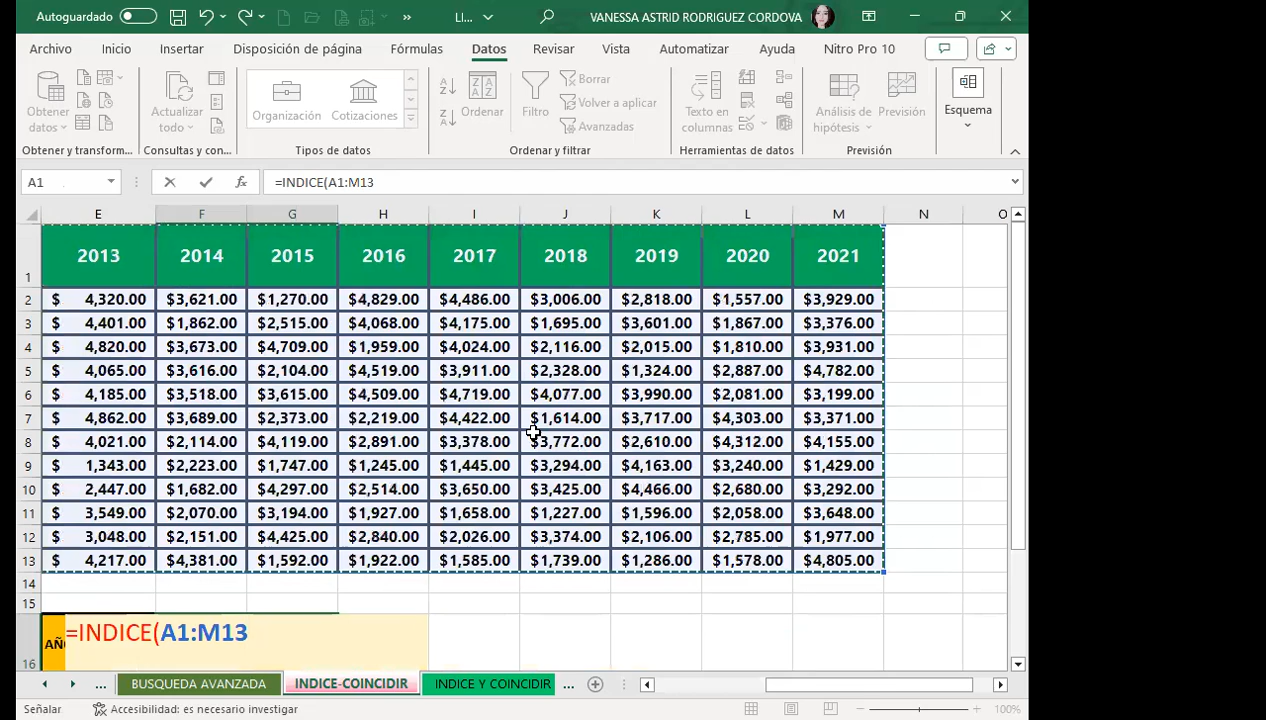 Autoguardado LI... VANESSA ASTRID RODRIGUEZ CORDOVA
Archivo Inicio Insertar Disposición de página Fórmulas Datos Revisar Vista Automatizar Ayuda Nitro Pro 10
Obtener datos Actualizar todo Organización Cotizaciones Ordenar Filtro Borrar Volver a aplicar Avanzadas Texto en columnas Análisis de hipótesis Previsión Esquema
Obtener y transform... Consultas y con... Tipos de datos Ordenar y filtrar Herramientas de datos Previsión
A1 fx =INDICE(A1:M13
E F G H I J K L M N O
1 2013 2014 2015 2016 2017 2018 2019 2020 2021
2 $ 4,320.00 $3,621.00 $1,270.00 $4,829.00 $4,486.00 $3,006.00 $2,818.00 $1,557.00 $3,929.00
3 $ 4,401.00 $1,862.00 $2,515.00 $4,068.00 $4,175.00 $1,695.00 $3,601.00 $1,867.00 $3,376.00
4 $ 4,820.00 $3,673.00 $4,709.00 $1,959.00 $4,024.00 $2,116.00 $2,015.00 $1,810.00 $3,931.00
5 $ 4,065.00 $3,616.00 $2,104.00 $4,519.00 $3,911.00 $2,328.00 $1,324.00 $2,887.00 $4,782.00
6 $ 4,185.00 $3,518.00 $3,615.00 $4,509.00 $4,719.00 $4,077.00 $3,990.00 $2,081.00 $3,199.00
7 $ 4,862.00 $3,689.00 $2,373.00 $2,219.00 $4,422.00 $1,614.00 $3,717.00 $4,303.00 $3,371.00
8 $ 4,021.00 $2,114.00 $4,119.00 $2,891.00 $3,378.00 $3,772.00 $2,610.00 $4,312.00 $4,155.00
9 $ 1,343.00 $2,223.00 $1,747.00 $1,245.00 $1,445.00 $3,294.00 $4,163.00 $3,240.00 $1,429.00
10 $ 2,447.00 $1,682.00 $4,297.00 $2,514.00 $3,650.00 $3,425.00 $4,466.00 $2,680.00 $3,292.00
11 $ 3,549.00 $2,070.00 $3,194.00 $1,927.00 $1,658.00 $1,227.00 $1,596.00 $2,058.00 $3,648.00
12 $ 3,048.00 $2,151.00 $4,425.00 $2,840.00 $2,026.00 $3,374.00 $2,106.00 $2,785.00 $1,977.00
13 $ 4,217.00 $4,381.00 $1,592.00 $1,922.00 $1,585.00 $1,739.00 $1,286.00 $1,578.00 $4,805.00
14
15
16 AÑ =INDICE(A1:M13
... BUSQUEDA AVANZADA INDICE-COINCIDIR INDICE Y COINCIDIR ...
Señalar Accesibilidad: es necesario investigar 100%